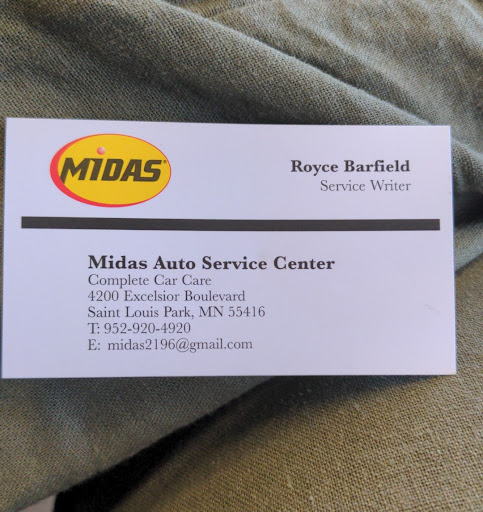 MIDAS®
Royce Barfield
Service Writer
Midas Auto Service Center
Complete Car Care
4200 Excelsior Boulevard
Saint Louis Park, MN 55416
T: 952-920-4920
E: midas2196@gmail.com